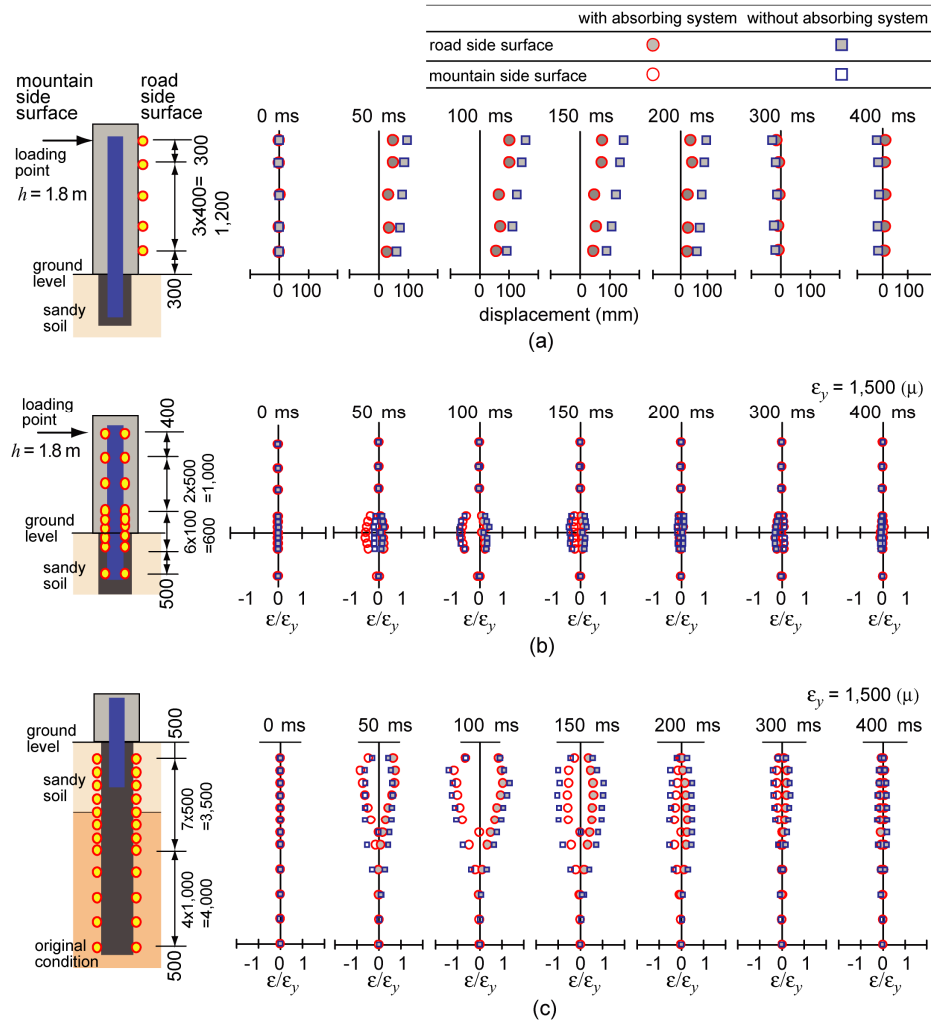 with absorbing system without absorbing system
road side surface
mountain side surface
mountain side surface
road side surface
loading point
h = 1.8 m
300
3x400= 1,200
300
ground level
sandy soil
0 ms 50 ms 100 ms 150 ms 200 ms 300 ms 400 ms
0 100 0 100 0 100 0 100 0 100 0 100 0 100
displacement (mm)
(a)
εy = 1,500 (μ)
loading point
h = 1.8 m
400
2x500 =1,000
6x100 =600
500
ground level
sandy soil
0 ms 50 ms 100 ms 150 ms 200 ms 300 ms 400 ms
-1 0 1 -1 0 1 -1 0 1 -1 0 1 -1 0 1 -1 0 1 -1 0 1
ε/εy ε/εy ε/εy ε/εy ε/εy ε/εy ε/εy
(b)
εy = 1,500 (μ)
500
ground level
sandy soil
7x500 =3,500
4x1,000 =4,000
original condition
500
0 ms 50 ms 100 ms 150 ms 200 ms 300 ms 400 ms
-1 0 1 -1 0 1 -1 0 1 -1 0 1 -1 0 1 -1 0 1 -1 0 1
ε/εy ε/εy ε/εy ε/εy ε/εy ε/εy ε/εy
(c)